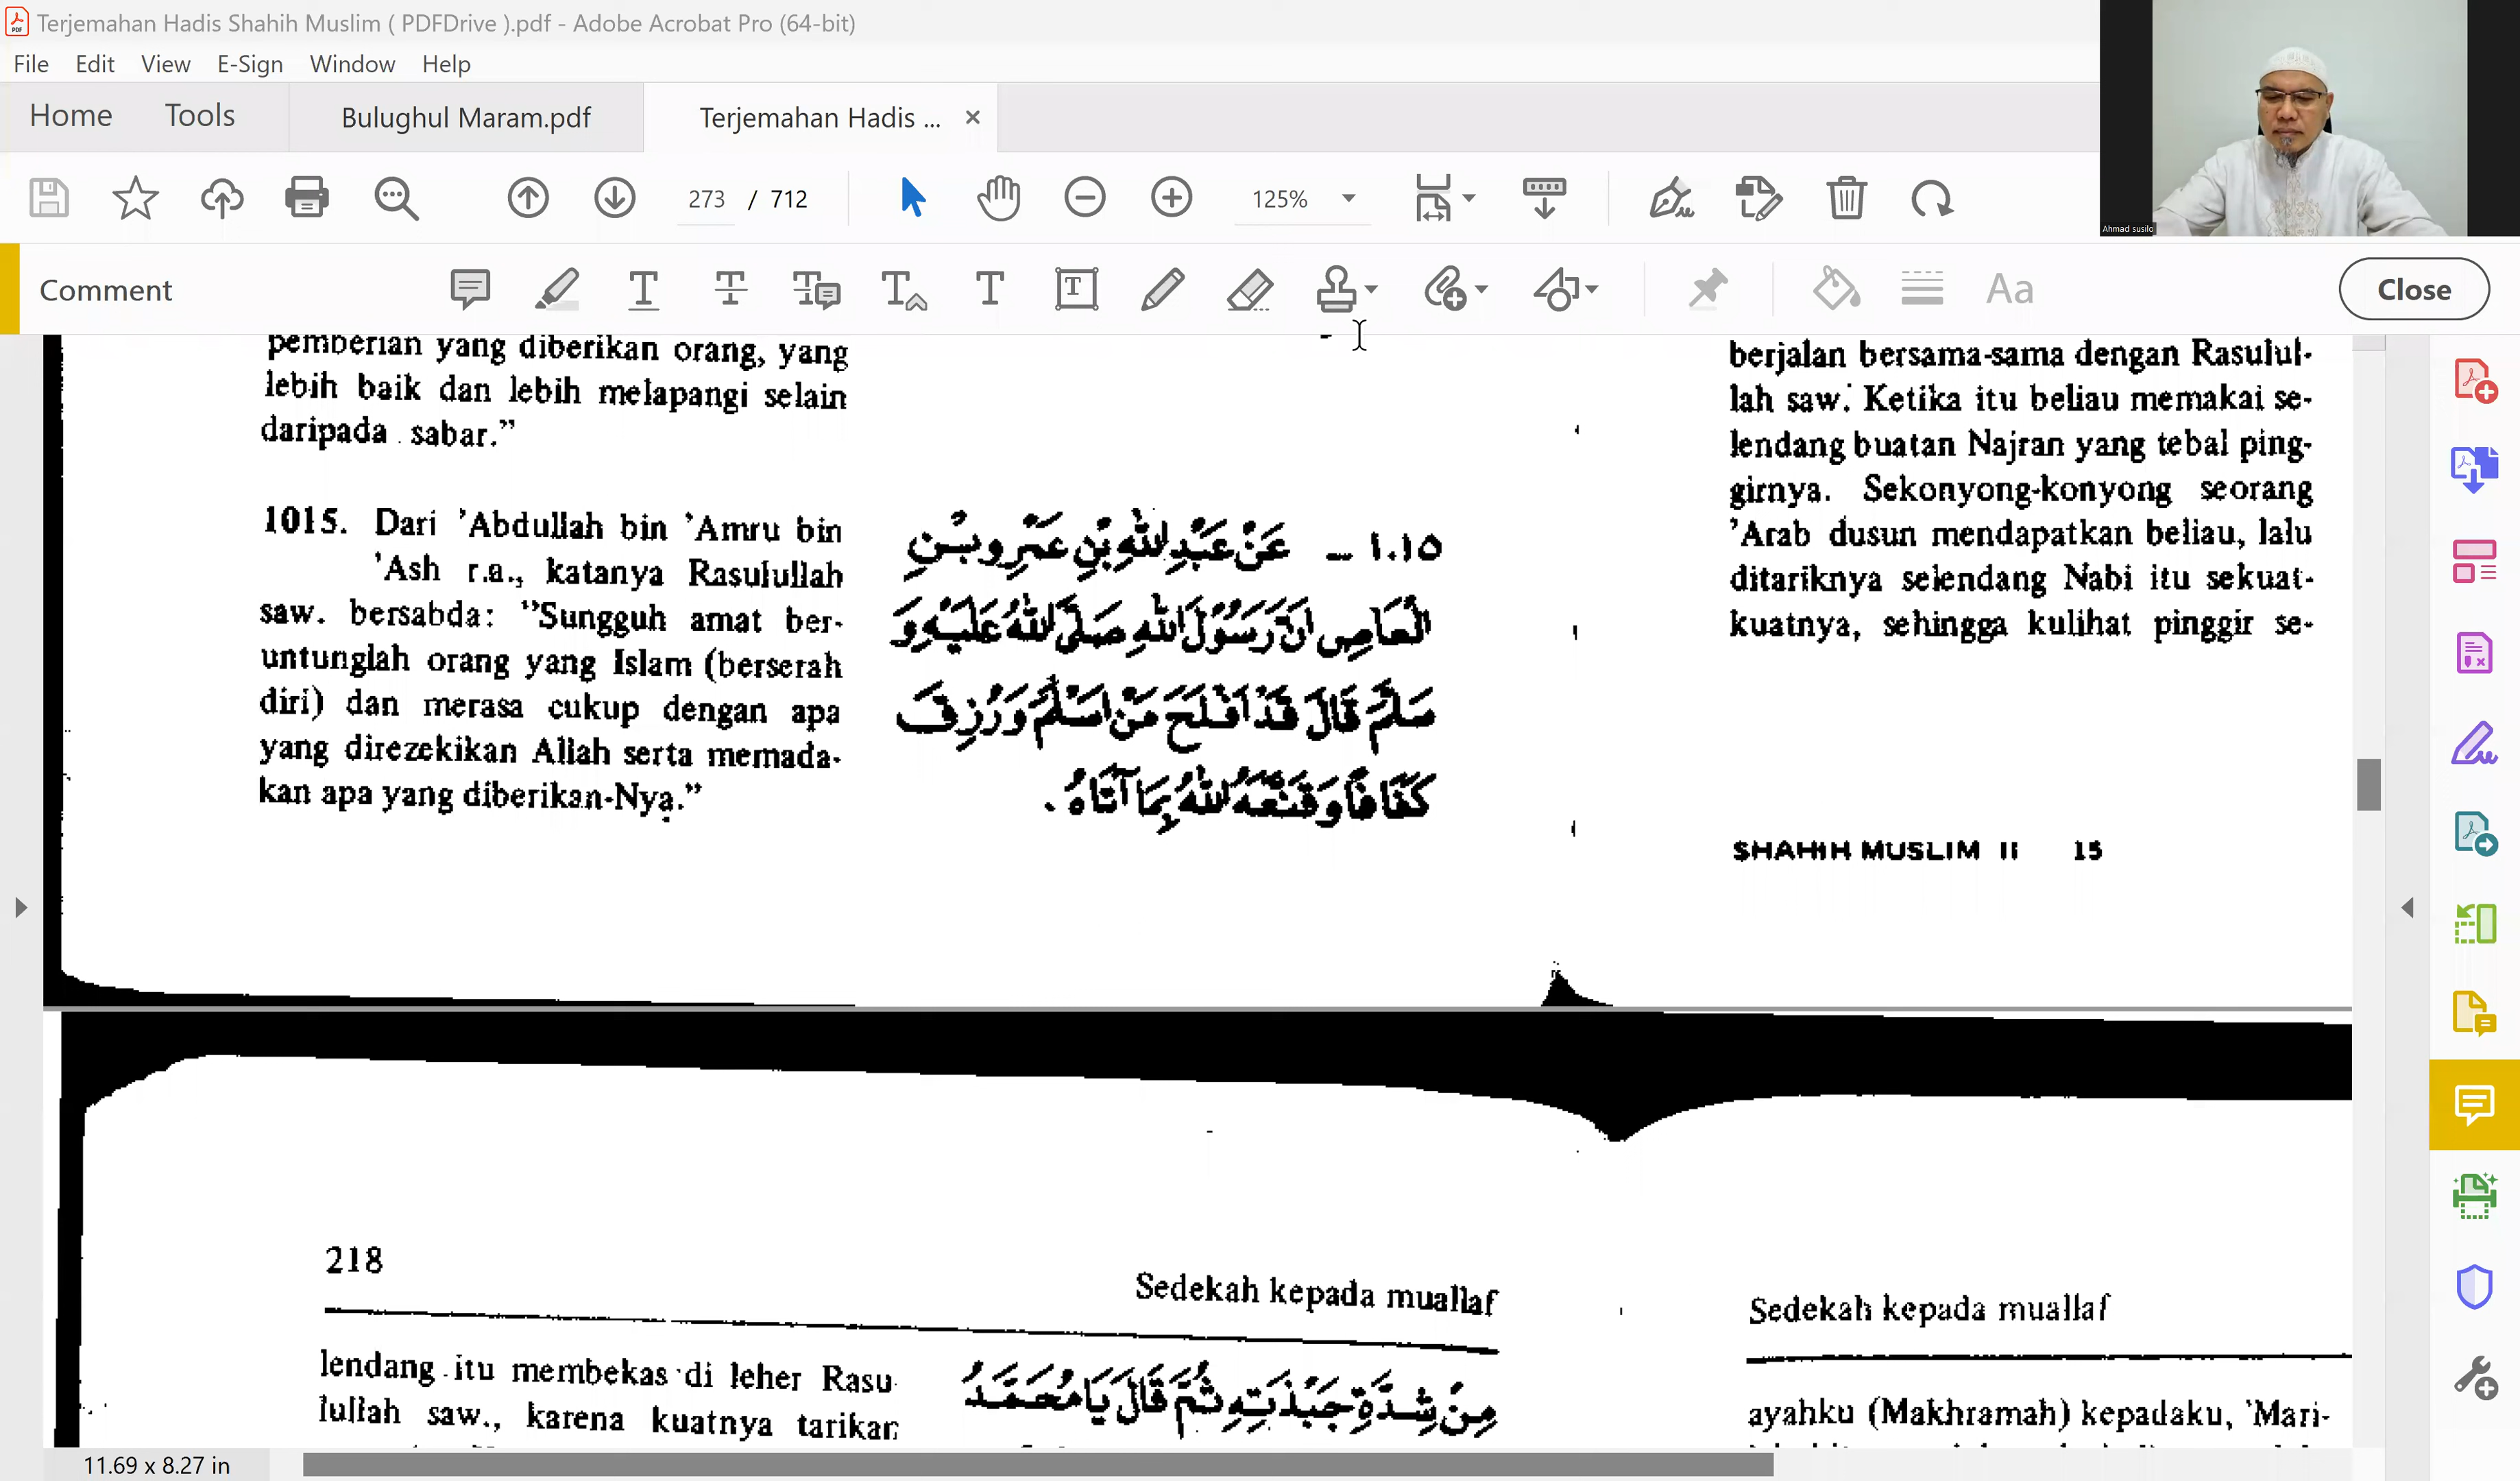 Terjemahan Hadis Shahih Muslim ( PDFDrive ).pdf - Adobe Acrobat Pro (64-bit)
File Edit View E-Sign Window Help
Home Tools Bulughul Maram.pdf Terjemahan Hadis ...
273 / 712 125%
Ahmad susilo
Comment Close
pemberian yang diberikan orang, yang
lebih baik dan lebih melapangi selain
daripada sabar.”
1015. Dari ’Abdullah bin ’Amru bin
’Ash r.a., katanya Rasulullah
saw. bersabda: “Sungguh amat ber-
untunglah orang yang Islam (berserah
diri) dan merasa cukup dengan apa
yang direzekikan Allah serta memada-
kan apa yang diberikan-Nya.”
١٠١٥ – عَنْ عَبْدِ اللهِ بْنِ عَمْرِو بْنِ
الْعَاصِى اَنَّ رَسُوْلَ اللهِ صَلَّى اللهُ عَلَيْهِ وَ
سَلَّمَ قَالَ قَدْ اَفْلَحَ مَنْ اَسْلَمَ وَرُزِقَ
كَفَافًا وَقَنَّعَهُ اللهُ بِمَا آتَاهُ .
berjalan bersama-sama dengan Rasulul-
lah saw. Ketika itu beliau memakai se-
lendang buatan Najran yang tebal ping-
girnya. Sekonyong-konyong seorang
’Arab dusun mendapatkan beliau, lalu
ditariknya selendang Nabi itu sekuat-
kuatnya, sehingga kulihat pinggir se-
SHAHIH MUSLIM II 15
218
Sedekah kepada muallaf
lendang itu membekas di leher Rasu-
lullah saw., karena kuatnya tarikan
مِنْ شِدَّةِ جَبْذَتِهِ ثُمَّ قَالَ يَا مُحَمَّدُ
Sedekah kepada muallaf
ayahku (Makhramah) kepadaku, ’Mari-
11.69 x 8.27 in